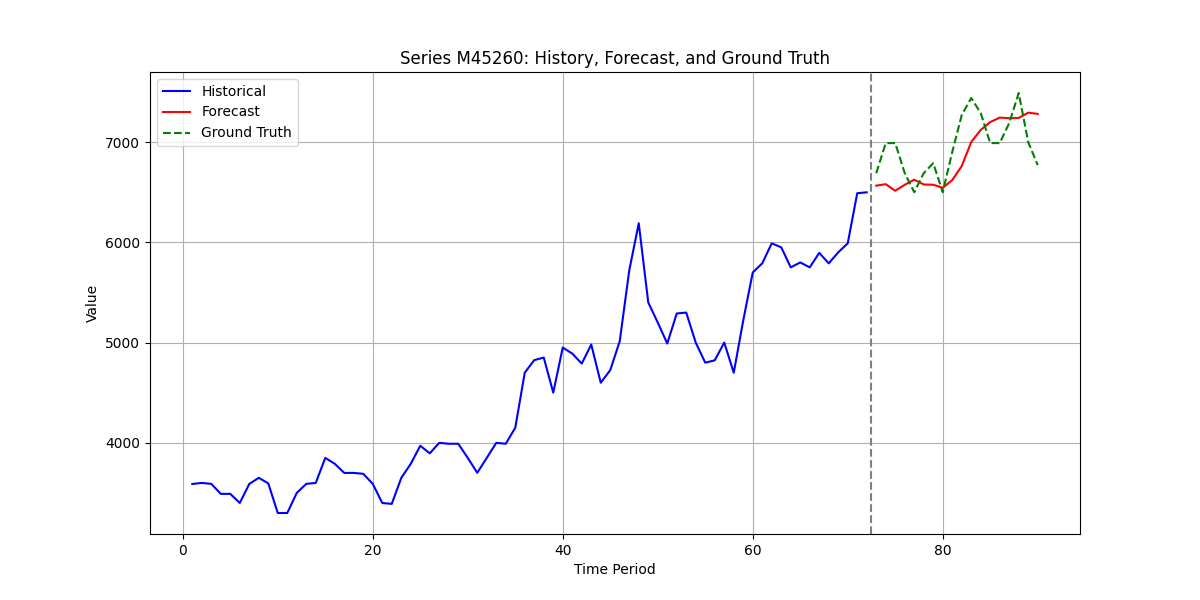 Series M45260: History, Forecast, and Ground Truth
Historical
Forecast
Ground Truth
7000
6000
5000
4000
Value
0
20
40
60
80
Time Period